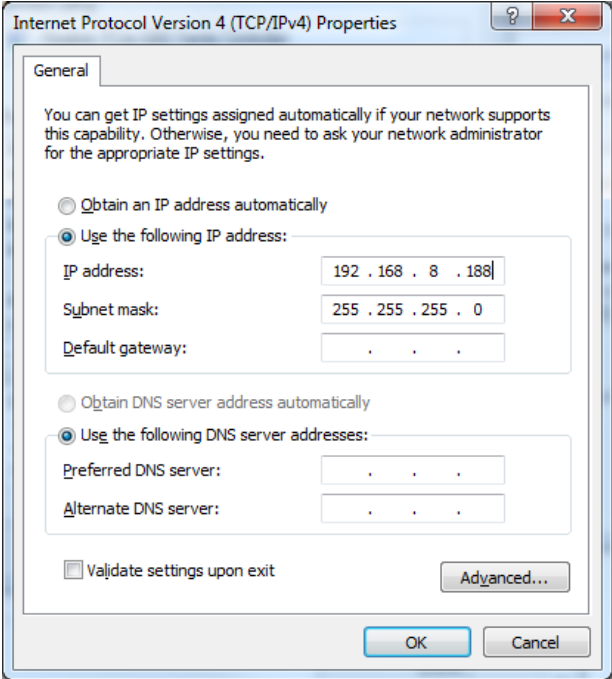 Internet Protocol Version 4 (TCP/IPv4) Properties
General
You can get IP settings assigned automatically if your network supports
this capability. Otherwise, you need to ask your network administrator
for the appropriate IP settings.
Obtain an IP address automatically
Use the following IP address:
IP address: 192 . 168 . 8 . 188
Subnet mask: 255 . 255 . 255 . 0
Default gateway: . . .
Obtain DNS server address automatically
Use the following DNS server addresses:
Preferred DNS server: . . .
Alternate DNS server: . . .
Validate settings upon exit
Advanced...
OK Cancel